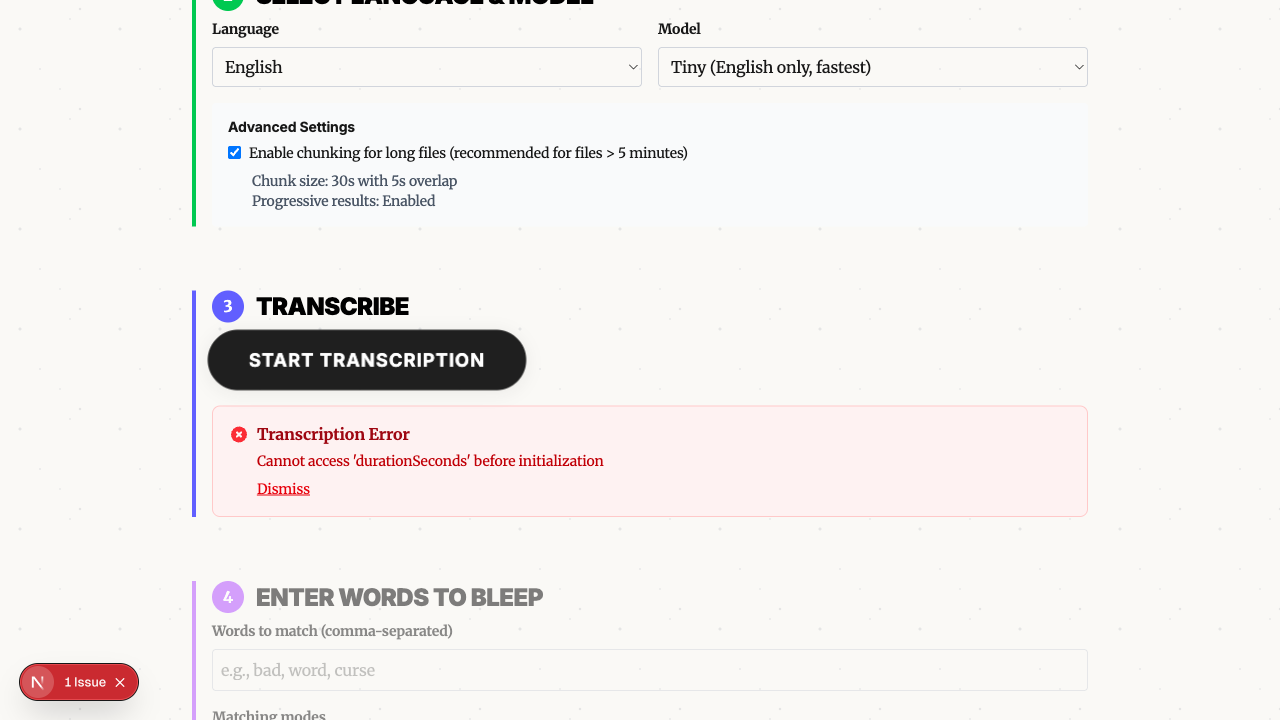 SELECT LANGUAGE & MODEL
Language
Model
English
Tiny (English only, fastest)
Advanced Settings
Enable chunking for long files (recommended for files > 5 minutes)
Chunk size: 30s with 5s overlap
Progressive results: Enabled
3 TRANSCRIBE
START TRANSCRIPTION
Transcription Error
Cannot access 'durationSeconds' before initialization
Dismiss
4 ENTER WORDS TO BLEEP
Words to match (comma-separated)
e.g., bad, word, curse
N 1 Issue
Matching modes